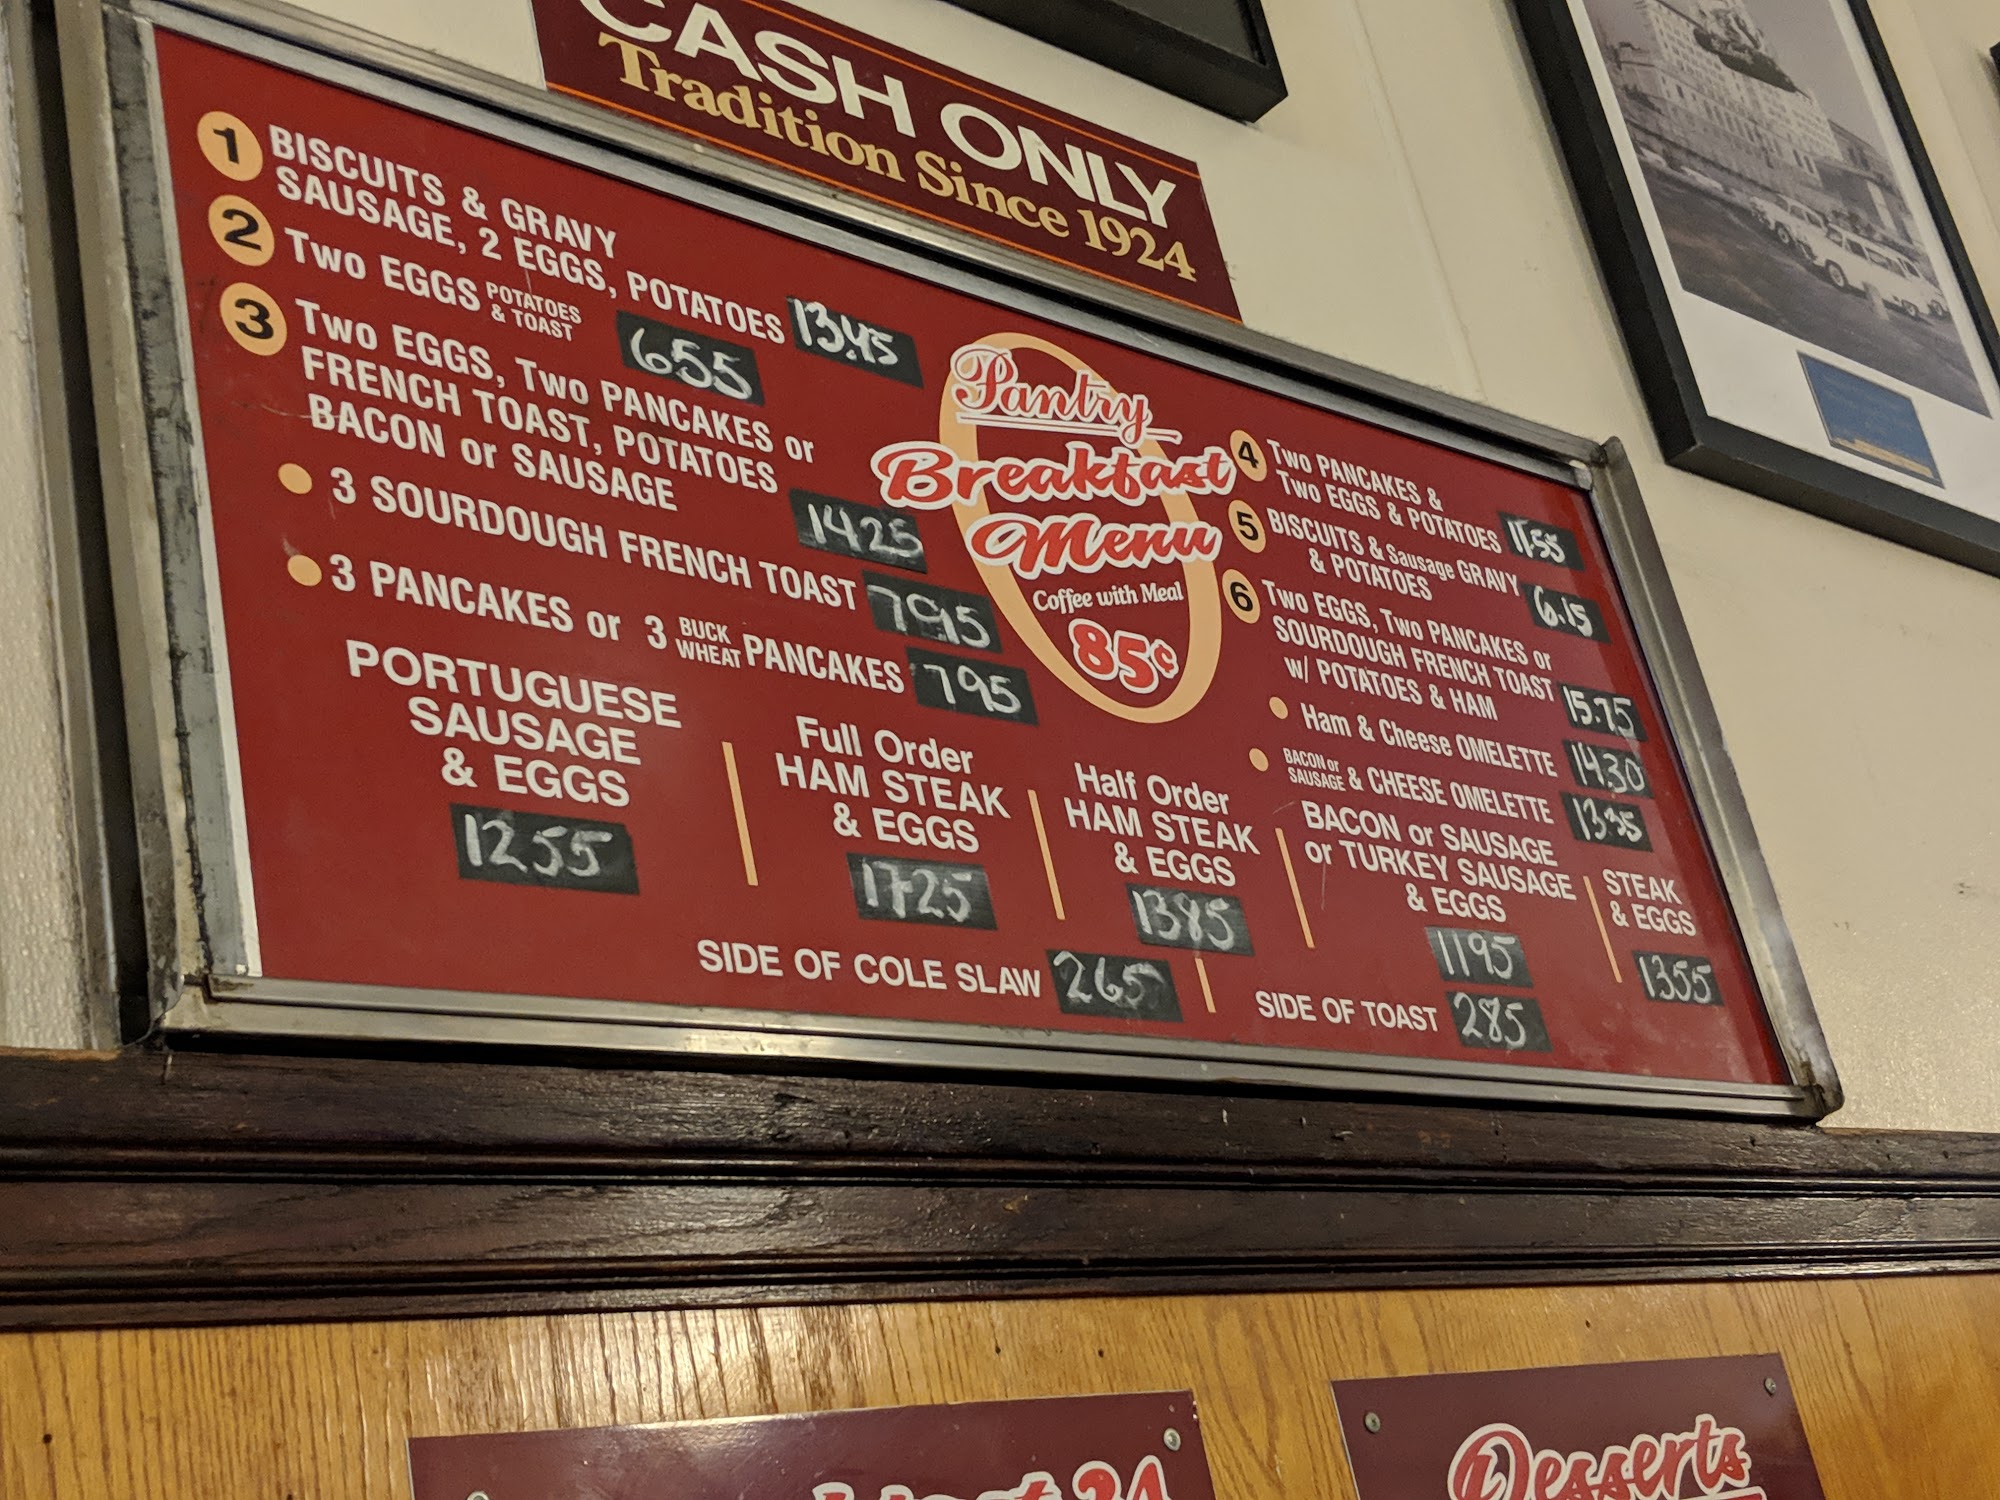 CASH ONLY
Tradition Since 1924
1 BISCUITS & GRAVY
SAUSAGE, 2 EGGS, POTATOES 13.45
2 Two EGGS POTATOES
& TOAST 655
3 Two EGGS, Two PANCAKES or
FRENCH TOAST, POTATOES
BACON or SAUSAGE 1425
3 SOURDOUGH FRENCH TOAST 795
3 PANCAKES or 3 BUCK
WHEAT PANCAKES 795
Pantry
Breakfast
Menu
Coffee with Meal
85¢
4 Two PANCAKES &
Two EGGS & POTATOES 11.55
5 BISCUITS & Sausage GRAVY
& POTATOES 6.15
6 Two EGGS, Two PANCAKES or
SOURDOUGH FRENCH TOAST
w/ POTATOES & HAM 15.75
Ham & Cheese OMELETTE 14.30
BACON or
SAUSAGE & CHEESE OMELETTE 13.35
PORTUGUESE
SAUSAGE
& EGGS
1255
Full Order
HAM STEAK
& EGGS
1725
Half Order
HAM STEAK
& EGGS
1385
BACON or SAUSAGE
or TURKEY SAUSAGE
& EGGS
1195
STEAK
& EGGS
1355
SIDE OF COLE SLAW 265
SIDE OF TOAST 285
Desserts